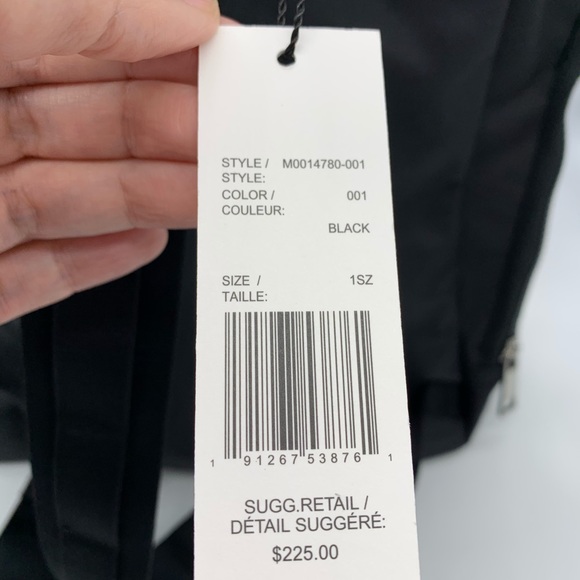 STYLE / M0014780-001
STYLE:
COLOR / 001
COULEUR:
BLACK
SIZE / 1SZ
TAILLE:
1 91267 53876 1
SUGG.RETAIL /
DÉTAIL SUGGÉRÉ:
$225.00